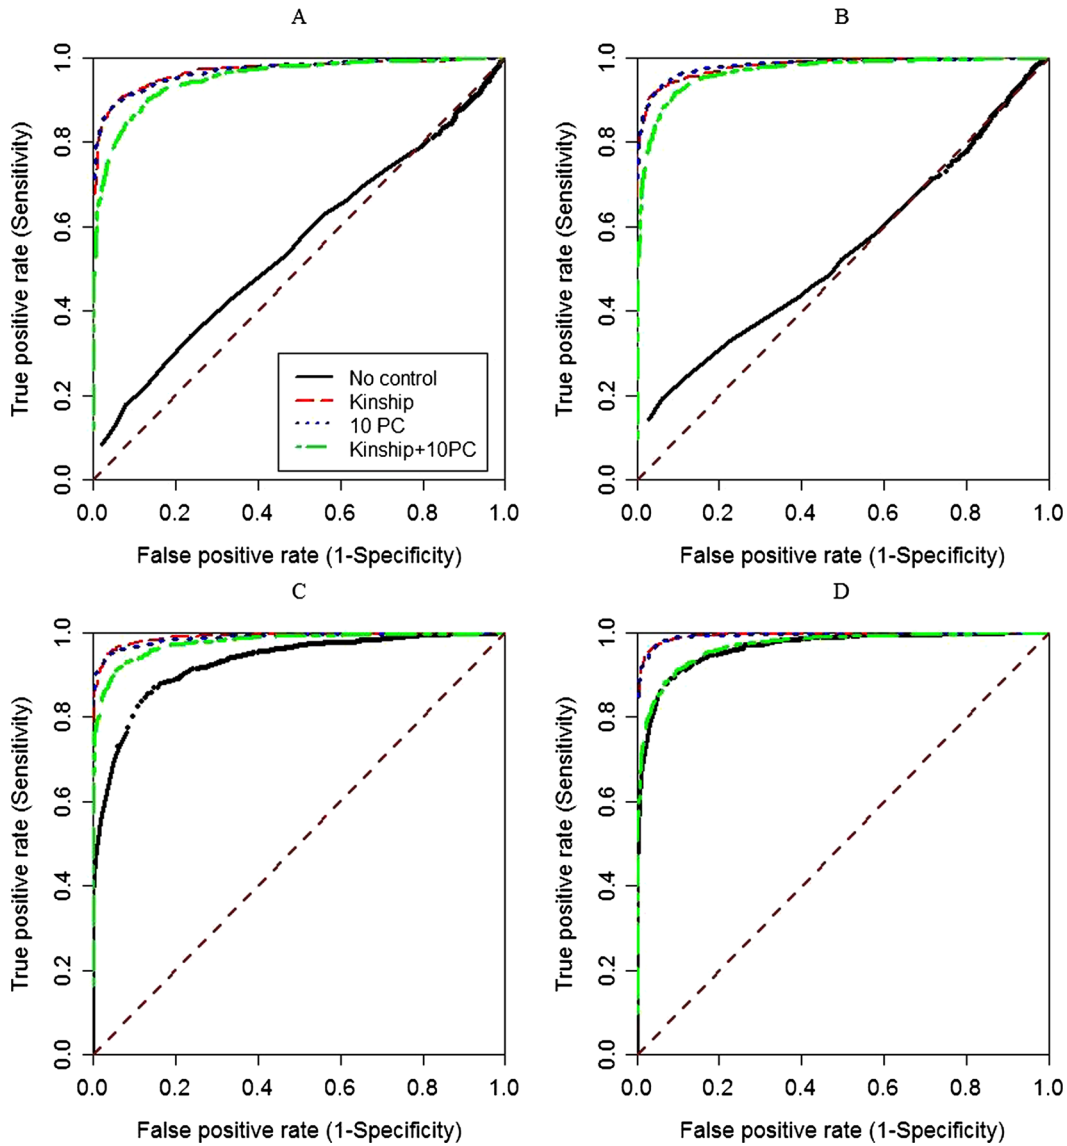 A
True positive rate (Sensitivity)
1.0
0.8
0.6
0.4
0.2
0.0
No control
Kinship
10 PC
Kinship+10PC
0.0 0.2 0.4 0.6 0.8 1.0
False positive rate (1-Specificity)
B
True positive rate (Sensitivity)
1.0
0.8
0.6
0.4
0.2
0.0
0.0 0.2 0.4 0.6 0.8 1.0
False positive rate (1-Specificity)
C
True positive rate (Sensitivity)
1.0
0.8
0.6
0.4
0.2
0.0
0.0 0.2 0.4 0.6 0.8 1.0
False positive rate (1-Specificity)
D
True positive rate (Sensitivity)
1.0
0.8
0.6
0.4
0.2
0.0
0.0 0.2 0.4 0.6 0.8 1.0
False positive rate (1-Specificity)